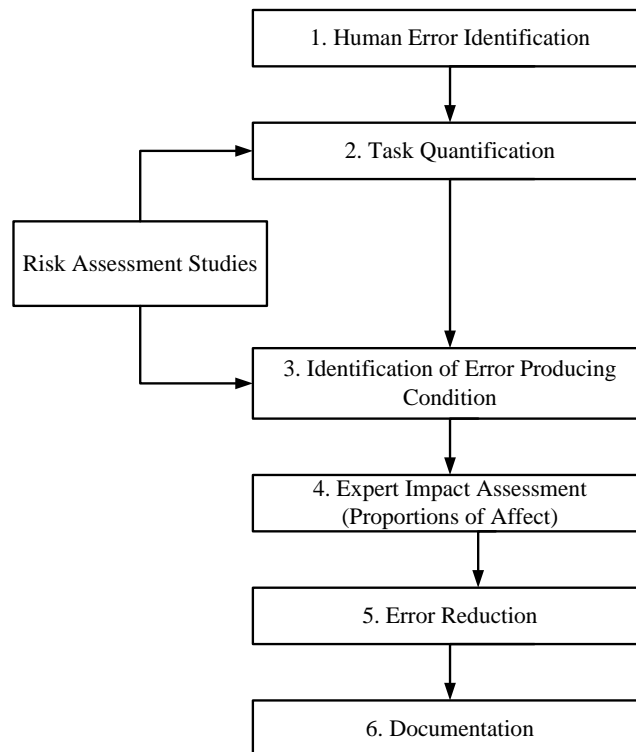 1. Human Error Identification
2. Task Quantification
Risk Assessment Studies
3. Identification of Error Producing
Condition
4. Expert Impact Assessment
(Proportions of Affect)
5. Error Reduction
6. Documentation